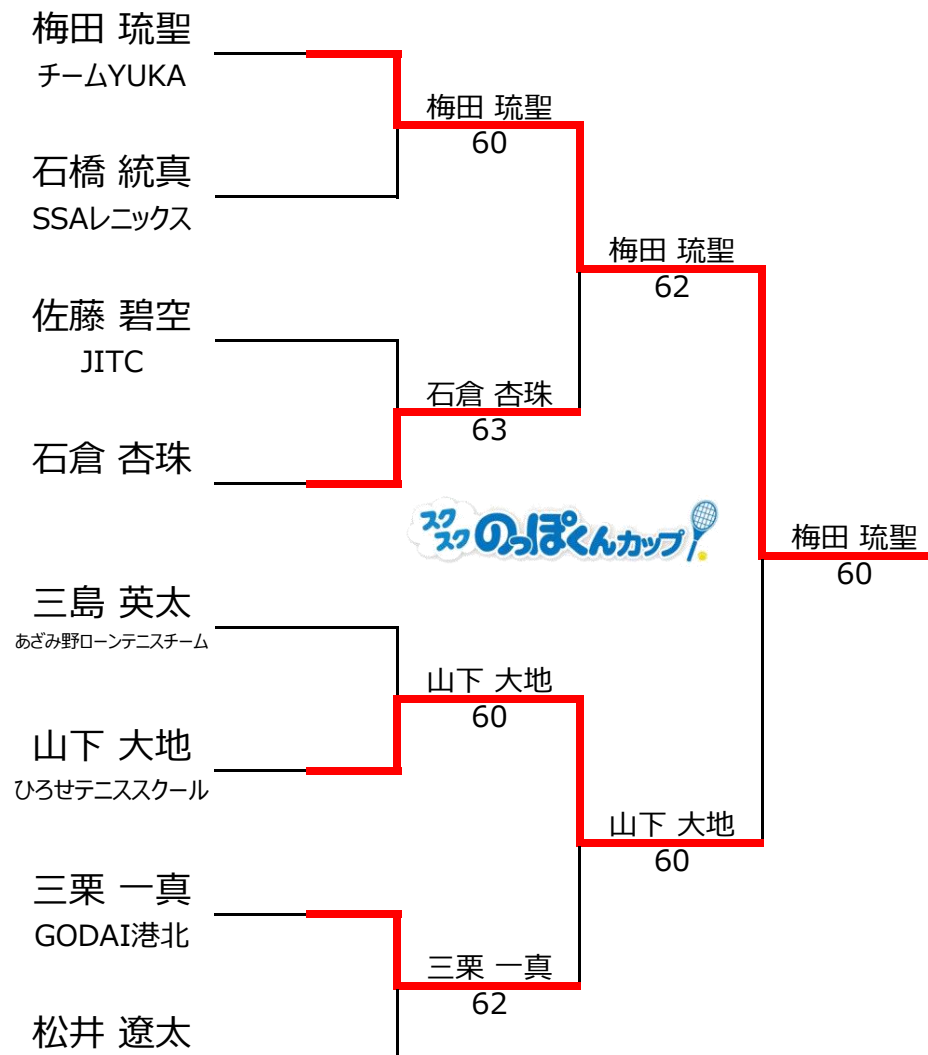 梅田 琉聖
チームYUKA
石橋 統真
SSAレニックス
佐藤 碧空
JITC
石倉 杏珠
三島 英太
あざみ野ローンテニスチーム
山下 大地
ひろせテニススクール
三栗 一真
GODAI港北
松井 遼太
梅田 琉聖
60
石倉 杏珠
63
山下 大地
60
三栗 一真
62
梅田 琉聖
62
山下 大地
60
スクスクのっぽくんカップ
梅田 琉聖
60